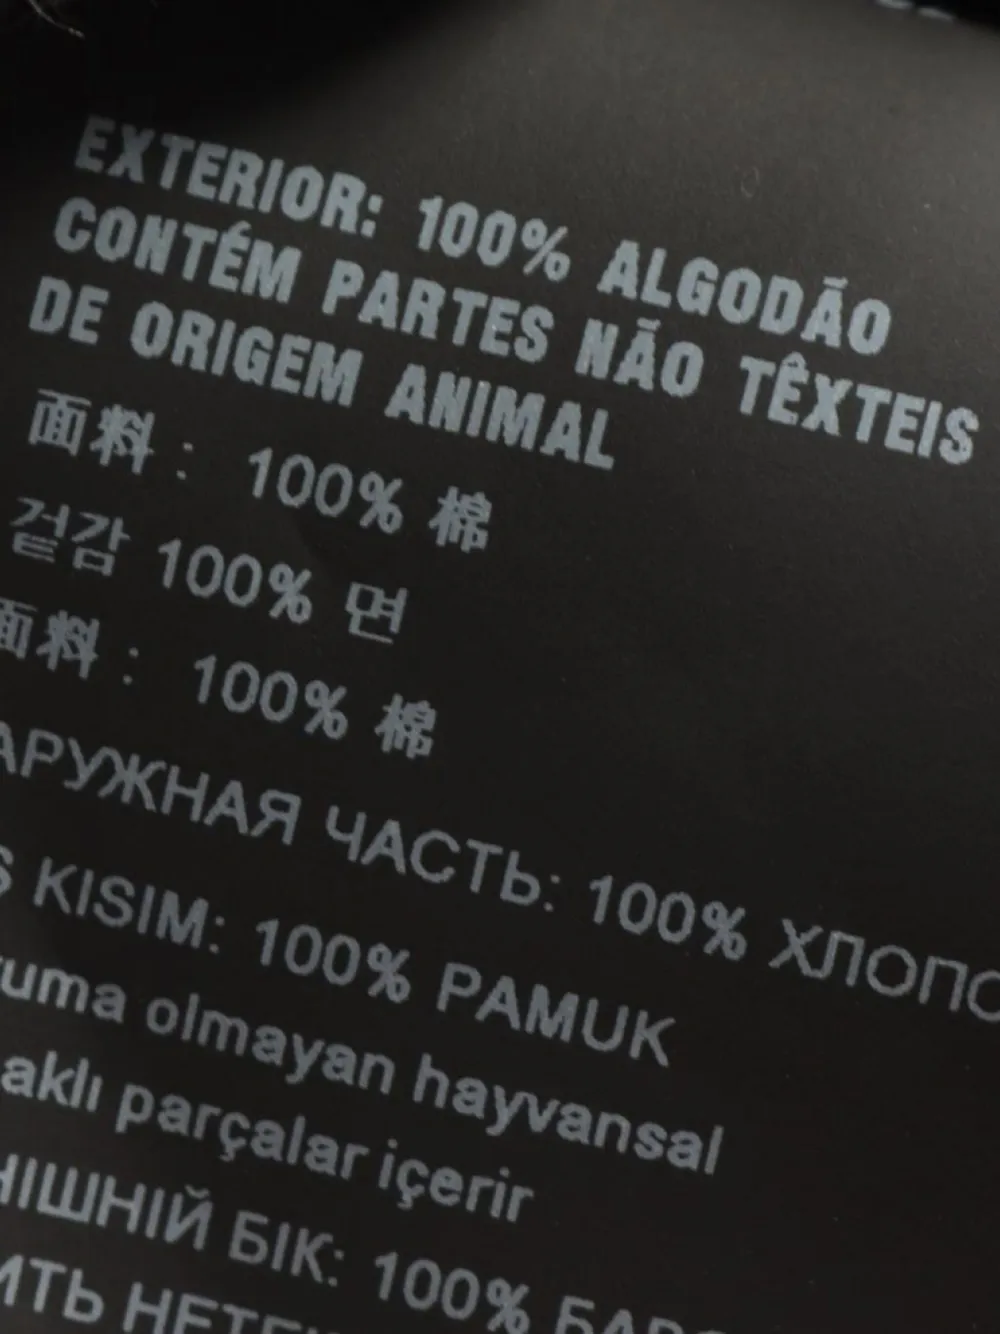 EXTERIOR: 100% ALGODÃO
CONTÉM PARTES NÃO TÊXTEIS
DE ORIGEM ANIMAL
面料： 100% 棉
겉감 100% 면
面料： 100% 棉
ЧАСТЬ: 100%
KISIM: 100% PAMUK
olmayan hayvansal
parçalar içerir
БІК: 100%